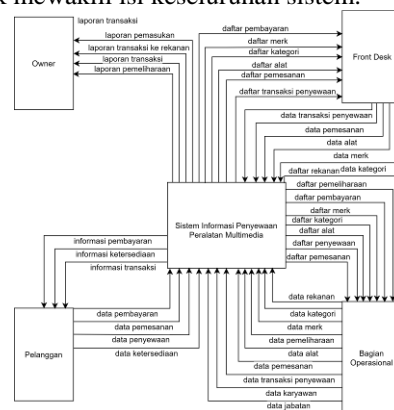 k mewakili isi keseluruhan sistem.
laporan transaksi
laporan pemasukan
laporan transaksi ke rekanan
laporan transaksi
laporan pemeliharaan
Owner
daftar pembayaran
daftar merk
daftar kategori
daftar alat
daftar pemesanan
daftar transaksi penyewaan
Front Desk
data transaksi penyewaan
data pemesanan
data alat
data merk
daftar rekanan
data kategori
daftar pemeliharaan
daftar pembayaran
daftar merk
daftar kategori
daftar alat
daftar penyewaan
daftar pemesanan
Sistem Informasi Penyewaan
Peralatan Multimedia
informasi pembayaran
informasi ketersediaan
informasi transaksi
Pelanggan
data pembayaran
data pemesanan
data penyewaan
data ketersediaan
data rekanan
data kategori
data merk
data pemeliharaan
data alat
data pemesanan
data transaksi penyewaan
data karyawan
data jabatan
Bagian
Operasional